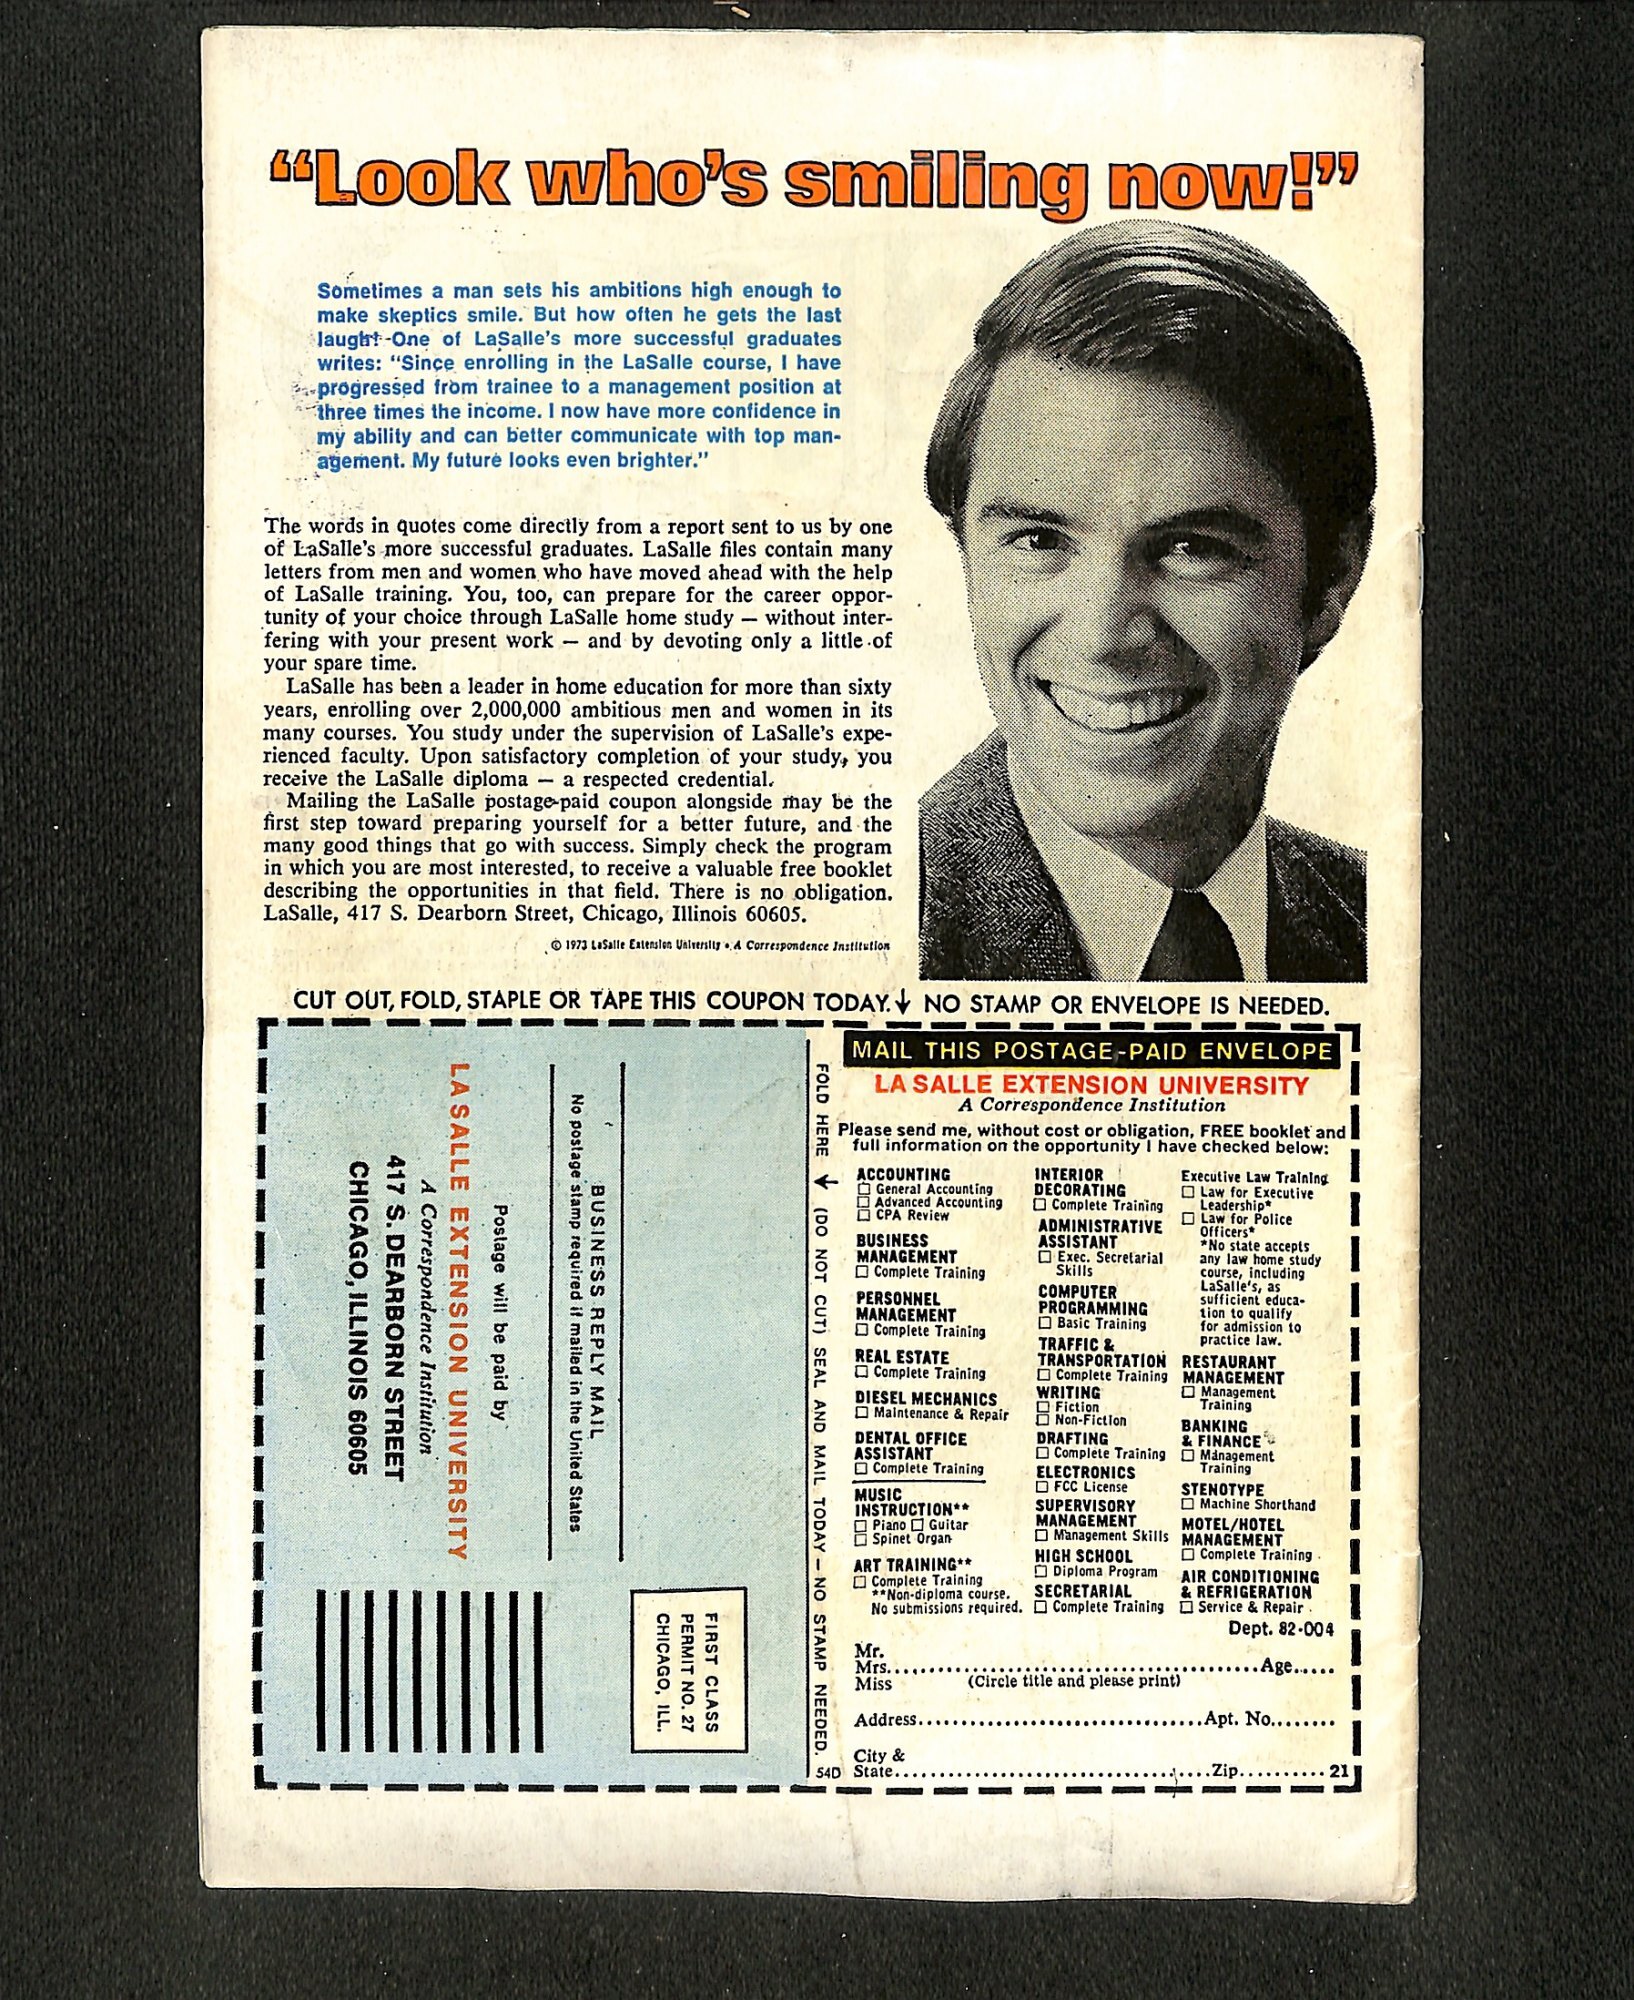 “Look who’s smiling now!”
Sometimes a man sets his ambitions high enough to
make skeptics smile. But how often he gets the last
laugh! One of LaSalle’s more successful graduates
writes: “Since enrolling in the LaSalle course, I have
progressed from trainee to a management position at
three times the income. I now have more confidence in
my ability and can better communicate with top man-
agement. My future looks even brighter.”
The words in quotes come directly from a report sent to us by one
of LaSalle’s more successful graduates. LaSalle files contain many
letters from men and women who have moved ahead with the help
of LaSalle training. You, too, can prepare for the career oppor-
tunity of your choice through LaSalle home study — without inter-
fering with your present work — and by devoting only a little of
your spare time.
LaSalle has been a leader in home education for more than sixty
years, enrolling over 2,000,000 ambitious men and women in its
many courses. You study under the supervision of LaSalle’s expe-
rienced faculty. Upon satisfactory completion of your study, you
receive the LaSalle diploma — a respected credential.
Mailing the LaSalle postage-paid coupon alongside may be the
first step toward preparing yourself for a better future, and the
many good things that go with success. Simply check the program
in which you are most interested, to receive a valuable free booklet
describing the opportunities in that field. There is no obligation.
LaSalle, 417 S. Dearborn Street, Chicago, Illinois 60605.
© 1973 LaSalle Extension University • A Correspondence Institution
CUT OUT, FOLD, STAPLE OR TAPE THIS COUPON TODAY. ↓ NO STAMP OR ENVELOPE IS NEEDED.
BUSINESS REPLY MAIL
No postage stamp required if mailed in the United States
Postage will be paid by
LA SALLE EXTENSION UNIVERSITY
A Correspondence Institution
417 S. DEARBORN STREET
CHICAGO, ILLINOIS 60605
FIRST CLASS
PERMIT NO. 27
CHICAGO, ILL.
FOLD HERE ↓ (DO NOT CUT) SEAL AND MAIL TODAY — NO STAMP NEEDED.
54D
MAIL THIS POSTAGE-PAID ENVELOPE
LA SALLE EXTENSION UNIVERSITY
A Correspondence Institution
Please send me, without cost or obligation, FREE booklet and
full information on the opportunity I have checked below:
ACCOUNTING
☐ General Accounting
☐ Advanced Accounting
☐ CPA Review
BUSINESS
MANAGEMENT
☐ Complete Training
PERSONNEL
MANAGEMENT
☐ Complete Training
REAL ESTATE
☐ Complete Training
DIESEL MECHANICS
☐ Maintenance & Repair
DENTAL OFFICE
ASSISTANT
☐ Complete Training
MUSIC
INSTRUCTION**
☐ Piano ☐ Guitar
☐ Spinet Organ
ART TRAINING**
☐ Complete Training
**Non-diploma course.
No submissions required.
INTERIOR
DECORATING
☐ Complete Training
ADMINISTRATIVE
ASSISTANT
☐ Exec. Secretarial
Skills
COMPUTER
PROGRAMMING
☐ Basic Training
TRAFFIC &
TRANSPORTATION
☐ Complete Training
WRITING
☐ Fiction
☐ Non-Fiction
DRAFTING
☐ Complete Training
ELECTRONICS
☐ FCC License
SUPERVISORY
MANAGEMENT
☐ Management Skills
HIGH SCHOOL
☐ Diploma Program
SECRETARIAL
☐ Complete Training
Executive Law Training
☐ Law for Executive
Leadership*
☐ Law for Police
Officers*
*No state accepts
any law home study
course, including
LaSalle’s, as
sufficient educa-
tion to qualify
for admission to
practice law.
RESTAURANT
MANAGEMENT
☐ Management
Training
BANKING
& FINANCE
☐ Management
Training
STENOTYPE
☐ Machine Shorthand
MOTEL/HOTEL
MANAGEMENT
☐ Complete Training
AIR CONDITIONING
& REFRIGERATION
☐ Service & Repair
Dept. 82-004
Mr.
Mrs. Age
Miss (Circle title and please print)
Address Apt. No.
City &
State Zip 21